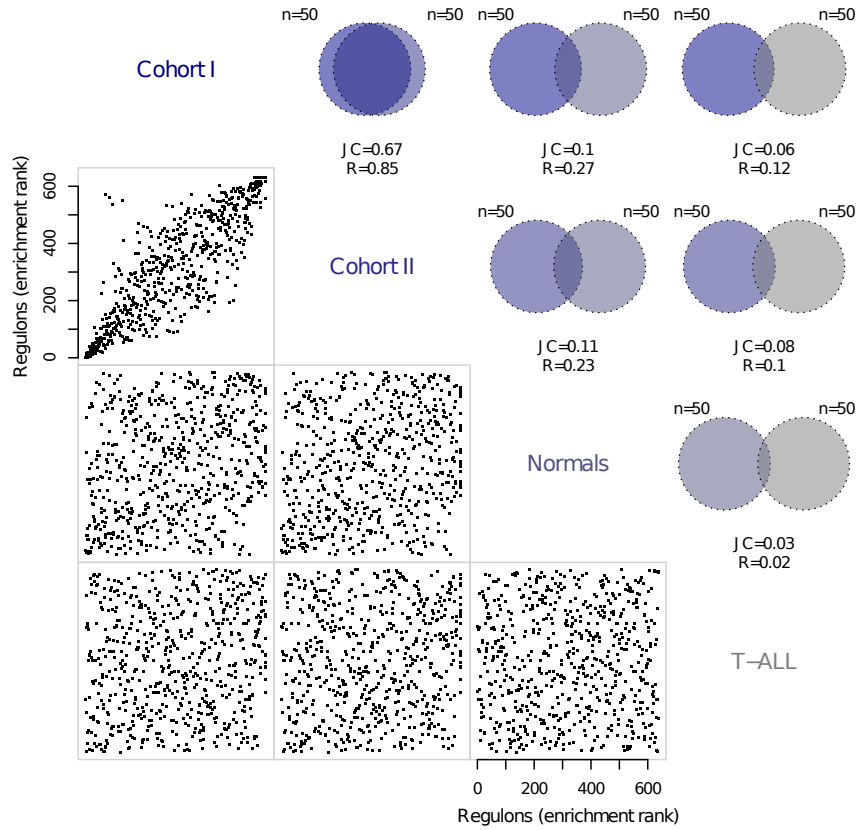 n=50 n=50 n=50 n=50 n=50 n=50
Cohort I
JC=0.67 JC=0.1 JC=0.06
R=0.85 R=0.27 R=0.12
Regulons (enrichment rank)
600
400
200
0
n=50 n=50 n=50 n=50
Cohort II
JC=0.11 JC=0.08
R=0.23 R=0.1
n=50 n=50
Normals
JC=0.03
R=0.02
T−ALL
0 200 400 600
Regulons (enrichment rank)